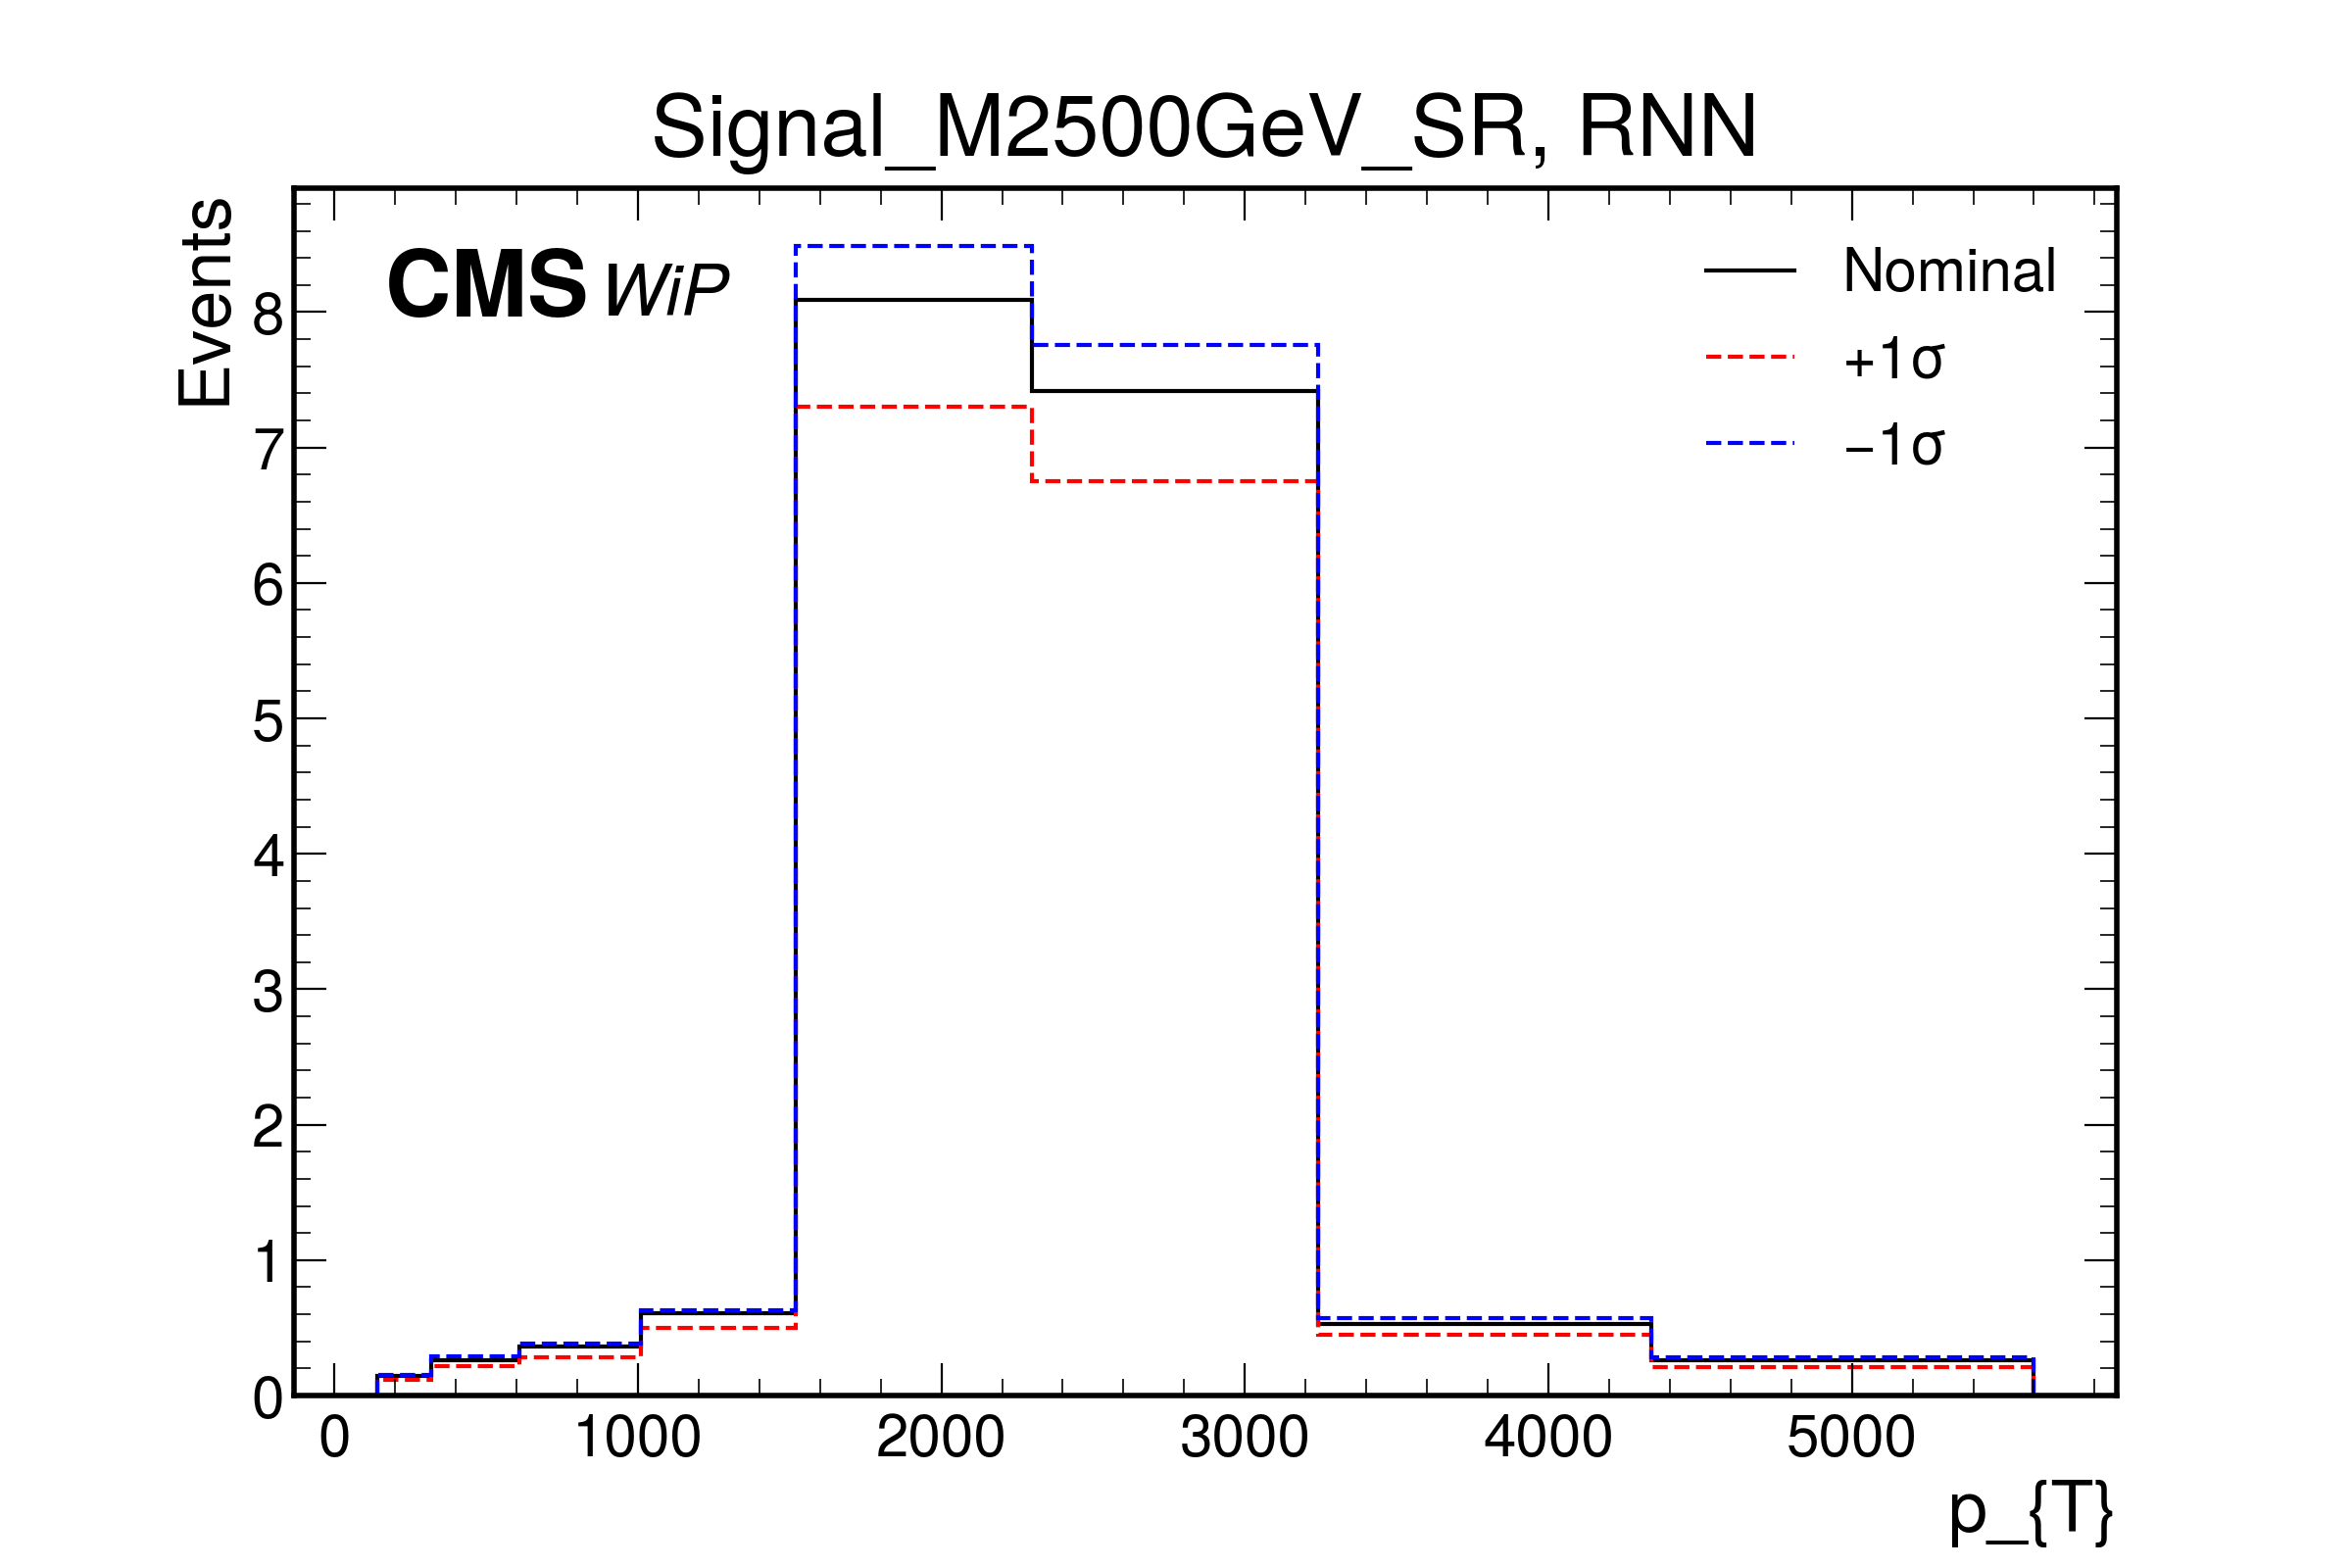 Signal_M2500GeV_SR, RNN
Events
CMS WiP
Nominal
+1σ
−1σ
8
7
6
5
4
3
2
1
0
0 1000 2000 3000 4000 5000
p_{T}